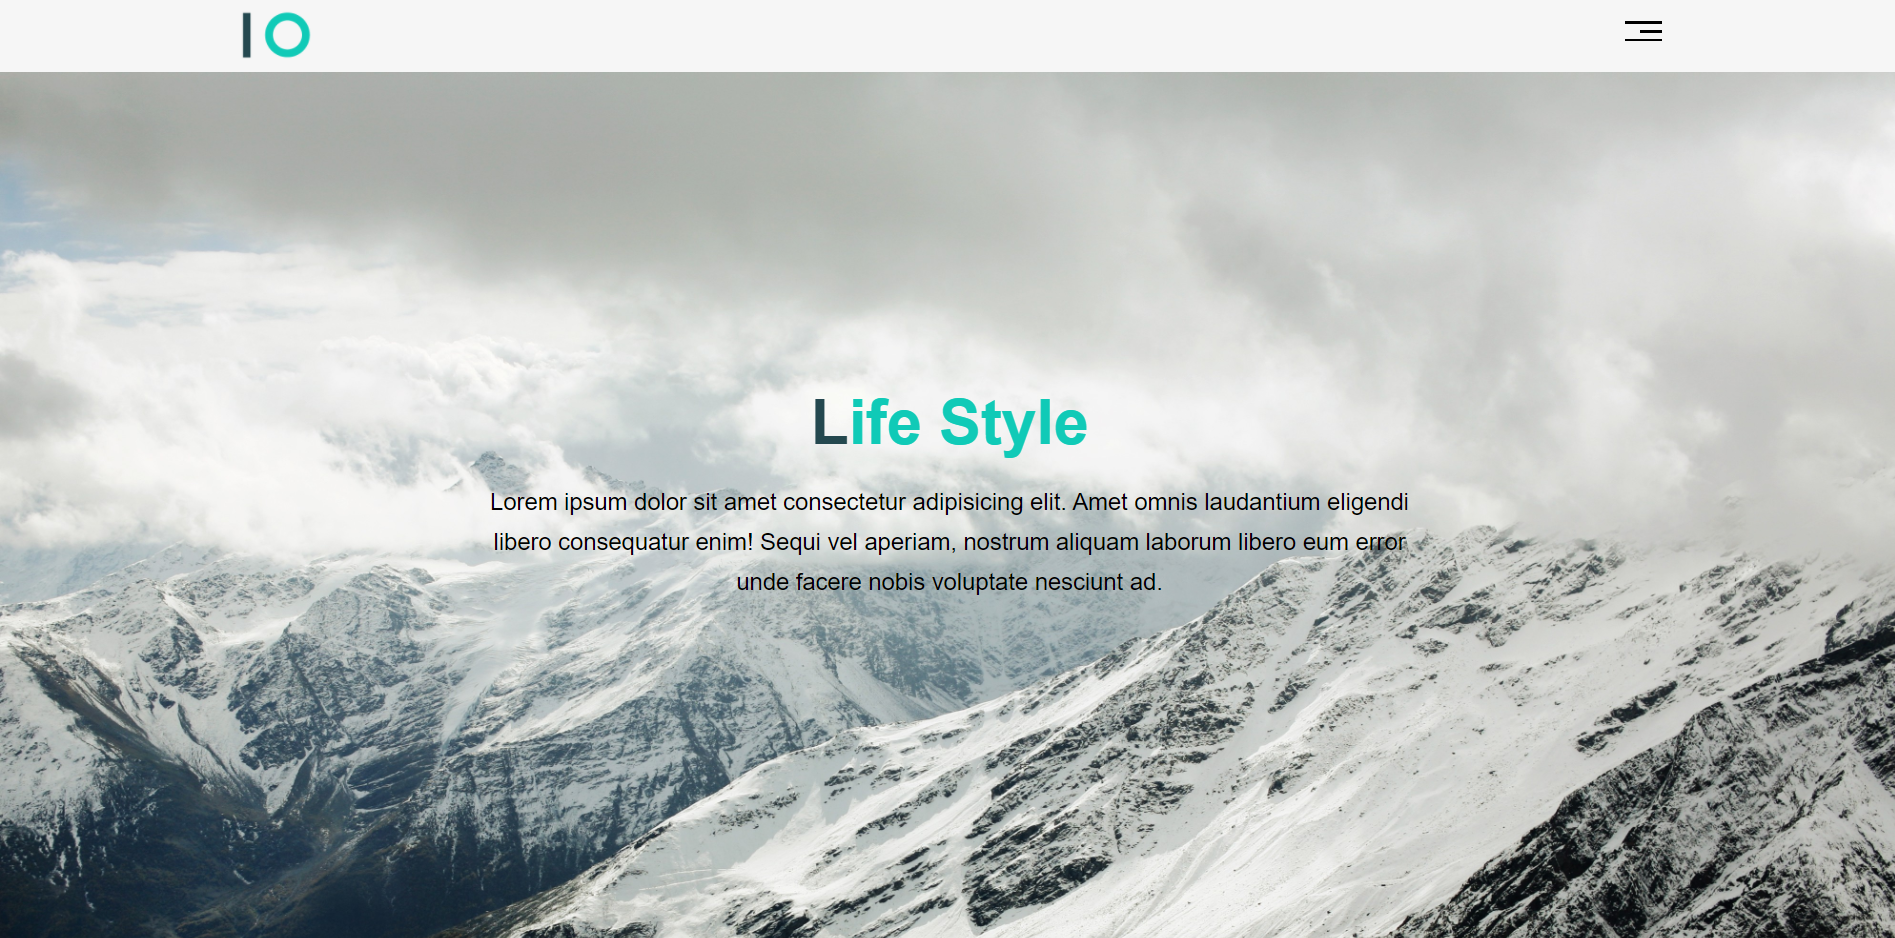 IO
Life Style
Lorem ipsum dolor sit amet consectetur adipisicing elit. Amet omnis laudantium eligendi
libero consequatur enim! Sequi vel aperiam, nostrum aliquam laborum libero eum error
unde facere nobis voluptate nesciunt ad.